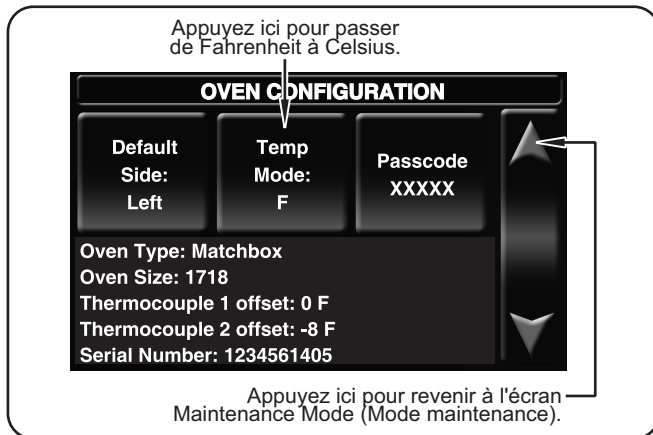 Appuyez ici pour passer
de Fahrenheit à Celsius.
OVEN CONFIGURATION
Default
Side:
Left
Temp
Mode:
F
Passcode
XXXXX
Oven Type: Matchbox
Oven Size: 1718
Thermocouple 1 offset: 0 F
Thermocouple 2 offset: -8 F
Serial Number: 1234561405
Appuyez ici pour revenir à l'écran
Maintenance Mode (Mode maintenance).